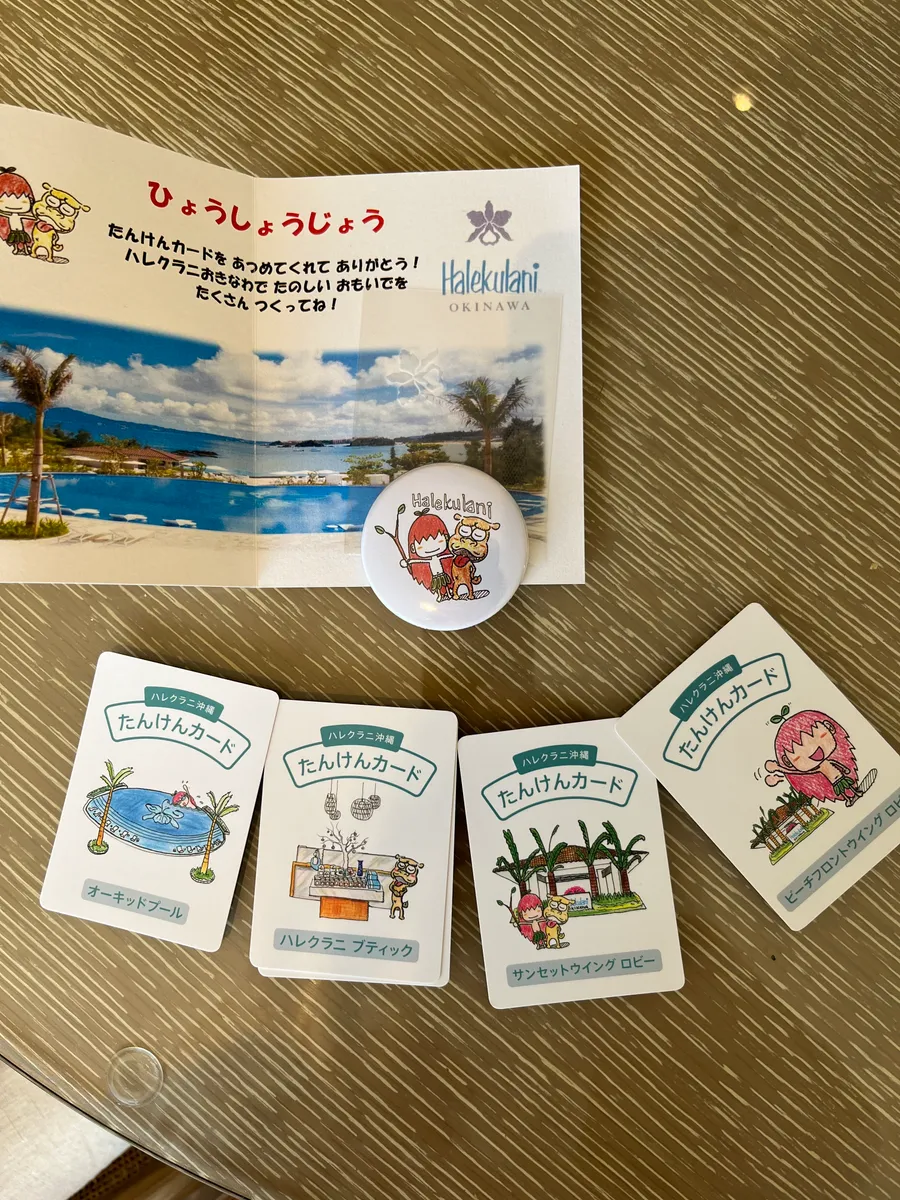 ひょうしょうじょう
たんけんカードを あつめてくれて ありがとう！
ハレクラニおきなわで たのしい おもいでを
たくさん つくってね！
Halekulani
OKINAWA
Halekulani
ハレクラニ沖縄
たんけんカード
オーキッドプール
ハレクラニ沖縄
たんけんカード
ハレクラニ ブティック
ハレクラニ沖縄
たんけんカード
サンセットウイング ロビー
ハレクラニ沖縄
たんけんカード
ビーチフロントウイング ロビ